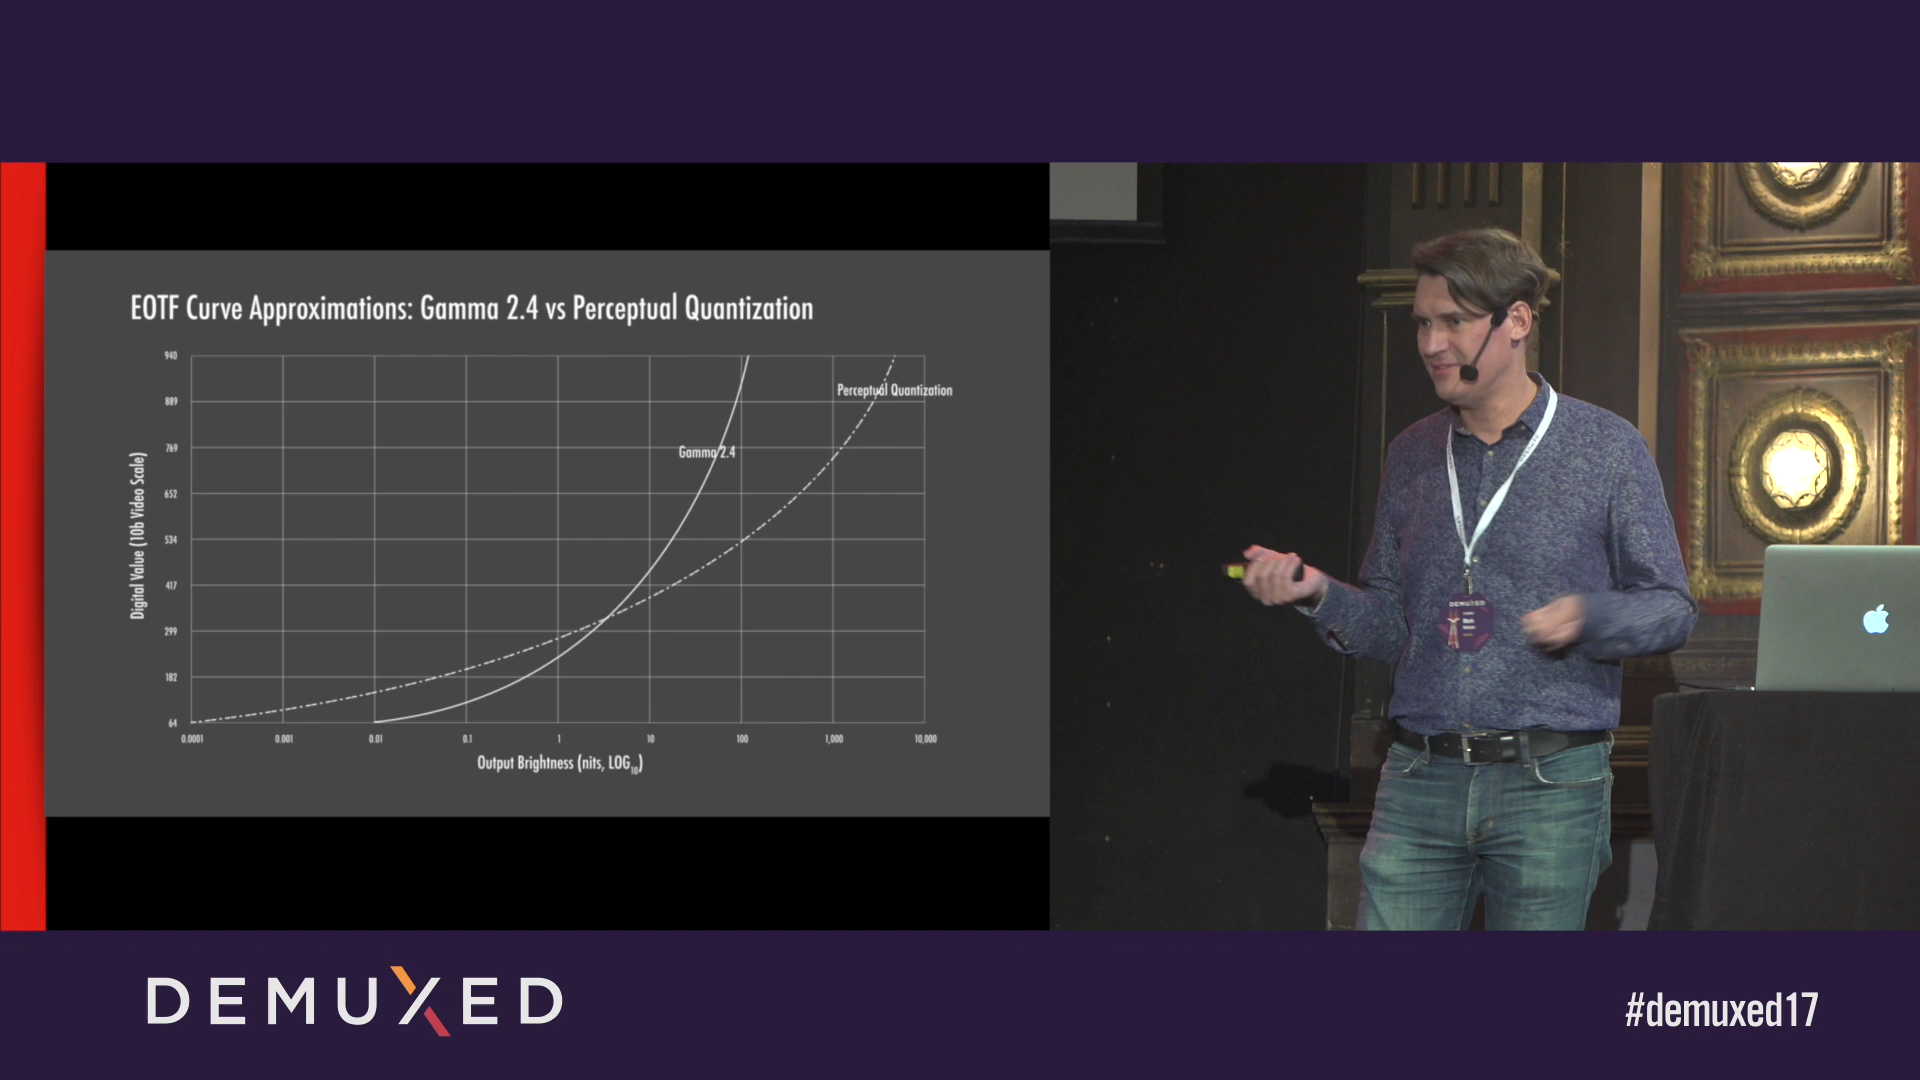 EOTF Curve Approximations: Gamma 2.4 vs Perceptual Quantization
940
889
769
652
534
417
299
182
64
Digital Value (10b Video Scale)
Perceptual Quantization
Gamma 2.4
0.0001
0.001
0.01
0.1
1
10
100
1,000
10,000
Output Brightness (nits, LOG10)
DEMUXED
DEMUXED
#demuxed17